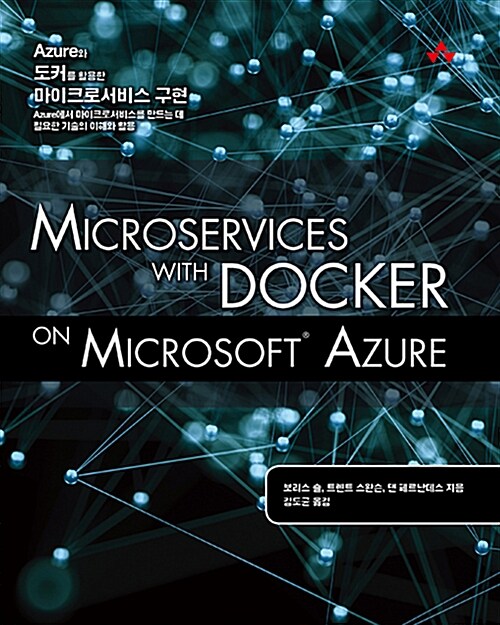 Azure와
도커를 활용한
마이크로서비스 구현
Azure에서 마이크로서비스를 만드는 데
필요한 기술의 이해와 활용
MICROSERVICES
WITH DOCKER
ON MICROSOFT® AZURE
보리스 숄, 트렌트 스완슨, 댄 페르난데스 지음
김도균 옮김